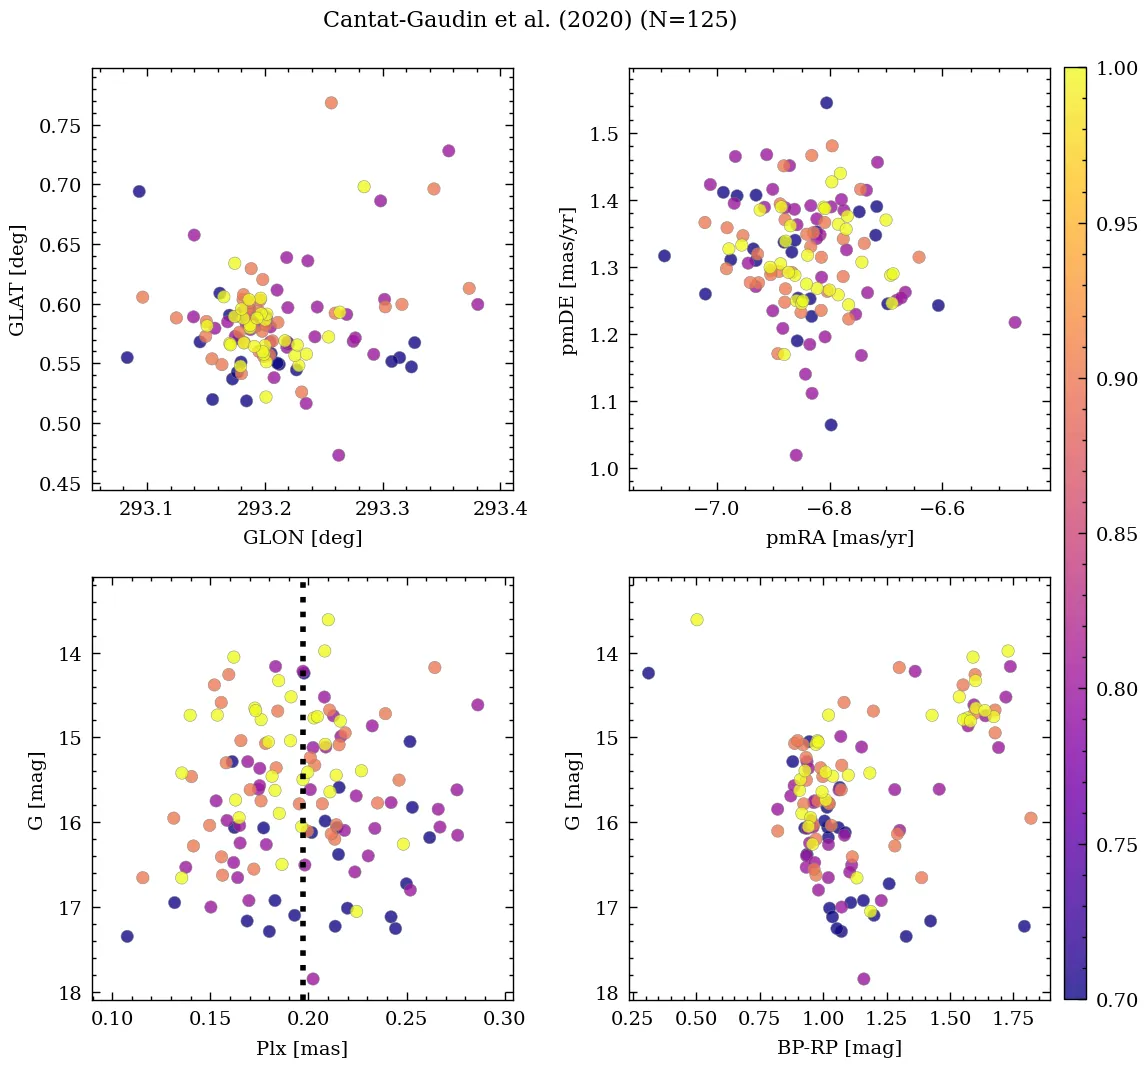 Cantat-Gaudin et al. (2020) (N=125)
GLAT [deg]
0.75
0.70
0.65
0.60
0.55
0.50
0.45
293.1 293.2 293.3 293.4
GLON [deg]
pmDE [mas/yr]
1.5
1.4
1.3
1.2
1.1
1.0
−7.0 −6.8 −6.6
pmRA [mas/yr]
G [mag]
14
15
16
17
18
0.10 0.15 0.20 0.25 0.30
Plx [mas]
G [mag]
14
15
16
17
18
0.25 0.50 0.75 1.00 1.25 1.50 1.75
BP-RP [mag]
1.00
0.95
0.90
0.85
0.80
0.75
0.70